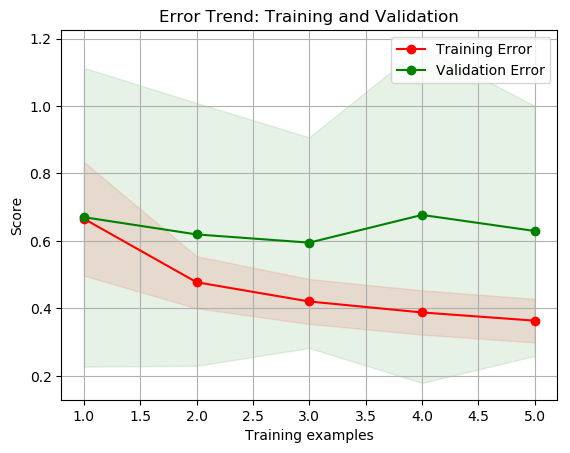 Error Trend: Training and Validation
Training Error
Validation Error
Score
1.2
1.0
0.8
0.6
0.4
0.2
1.0 1.5 2.0 2.5 3.0 3.5 4.0 4.5 5.0
Training examples